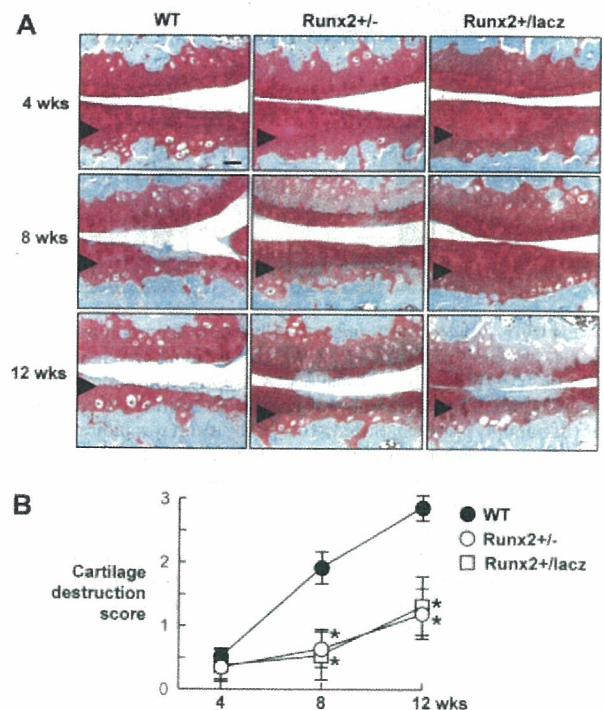 A
WT
Runx2+/-
Runx2+/lacz
4 wks
8 wks
12 wks
B
3
2
1
0
Cartilage
destruction
score
WT
Runx2+/-
Runx2+/lacz
*
*
*
*
4
8
12 wks